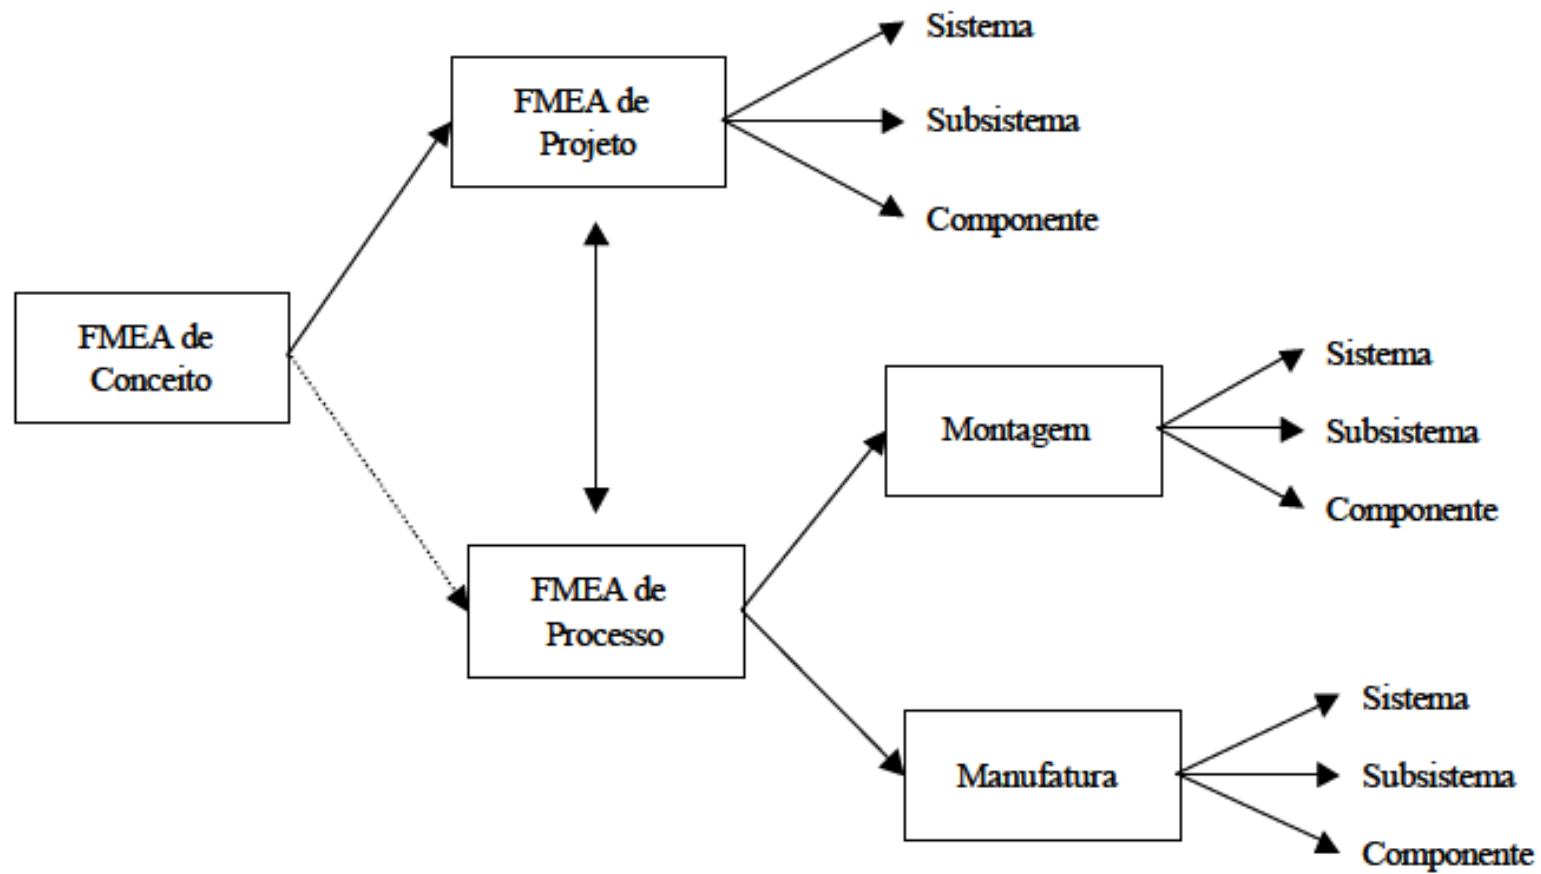 FMEA de
Conceito
FMEA de
Projeto
Sistema
Subsistema
Componente
FMEA de
Processo
Montagem
Sistema
Subsistema
Componente
Manufatura
Sistema
Subsistema
Componente